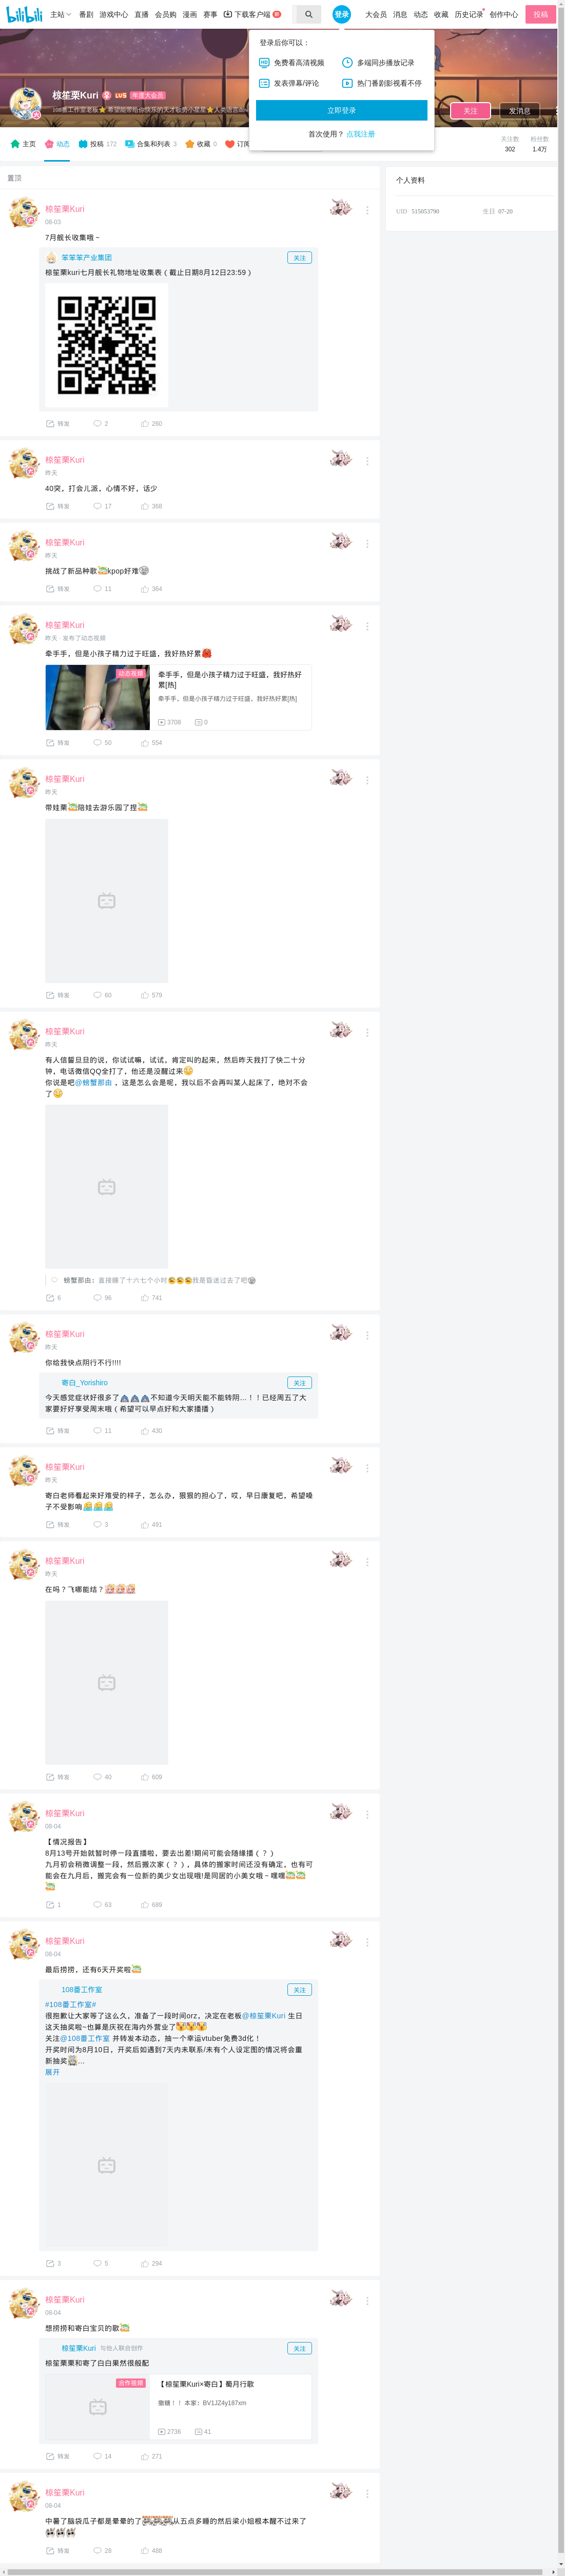 bilibili 主站 番剧 游戏中心 直播 会员购 漫画 赛事 下载客户端 登录 大会员 消息 动态 收藏 历史记录 创作中心 投稿
登录后你可以：
免费看高清视频 多端同步播放记录
发表弹幕/评论 热门番剧影视看不停
立即登录
首次使用？ 点我注册
椋笙栗Kuri LV5 年度大会员
关注 发消息
主页 动态 投稿 172 合集和列表 3 收藏 0 订阅
关注数 粉丝数
302 1.4万
个人资料
UID 515053790 生日 07-20
置顶
椋笙栗Kuri
08-03
7月舰长收集哦~
笨笨笨产业集团 关注
椋笙栗kuri七月舰长礼物地址收集表（截止日期8月12日23:59）
转发 2 260
椋笙栗Kuri
昨天
40突，打会儿派，心情不好，话少
转发 17 368
椋笙栗Kuri
昨天
挑战了新品种歌kpop好难
转发 11 364
椋笙栗Kuri
昨天 · 发布了动态视频
牵手手，但是小孩子精力过于旺盛，我好热好累
动态视频
牵手手，但是小孩子精力过于旺盛，我好热好
累[热]
牵手手，但是小孩子精力过于旺盛，我好热好累[热]
3708 0
转发 50 554
椋笙栗Kuri
昨天
带娃栗陪娃去游乐园了捏
转发 60 579
椋笙栗Kuri
昨天
有人信誓旦旦的说，你试试嘛，试试，肯定叫的起来，然后昨天我打了快二十分
钟，电话微信QQ全打了，他还是没醒过来
你说是吧@螃蟹那由 ，这是怎么会是呢，我以后不会再叫某人起床了，绝对不会
了
螃蟹那由：直接睡了十六七个小时我是昏迷过去了吧
8 96 741
椋笙栗Kuri
昨天
你给我快点阴行不行!!!!
寄白_Yorishiro 关注
今天感觉症状好很多了不知道今天明天能不能转阴…！！已经周五了大
家要好好享受周末哦（希望可以早点好和大家播播）
转发 11 430
椋笙栗Kuri
昨天
寄白老师看起来好难受的样子，怎么办，狠狠的担心了，哎，早日康复吧，希望嗓
子不受影响
转发 3 491
椋笙栗Kuri
昨天
在吗？飞哪能结？
转发 40 609
椋笙栗Kuri
08-04
【情况报告】
8月13号开始就暂时停一段直播啦，要去出差!期间可能会随缘播（？）
九月初会稍微调整一段，然后搬次家（？），具体的搬家时间还没有确定，也有可
能会在九月后，搬完会有一位新的美少女出现哦!是同居的小美女哦~嘿嘿
1 63 689
椋笙栗Kuri
08-04
最后捞捞，还有6天开奖啦
108番工作室 关注
#108番工作室#
很抱歉让大家等了这么久，准备了一段时间orz，决定在老板@椋笙栗Kuri 生日
这天抽奖啦~也算是庆祝在海内外营业了
关注@108番工作室 并转发本动态，抽一个幸运vtuber免费3d化！
开奖时间为8月10日，开奖后如遇到7天内未联系/未有个人设定图的情况将会重
新抽奖...
展开
3 5 294
椋笙栗Kuri
08-04
想捞捞和寄白宝贝的歌
椋笙栗Kuri 与他人联合创作 关注
椋笙栗栗和寄了白白果然很般配
合作视频
【椋笙栗Kuri×寄白】蜀月行歌
撒糖！！ 本家：BV1JZ4y187xm
2736 41
转发 14 271
椋笙栗Kuri
08-04
中暑了脑袋瓜子都是晕晕的了从五点多睡的然后梁小姐根本醒不过来了
转发 28 488